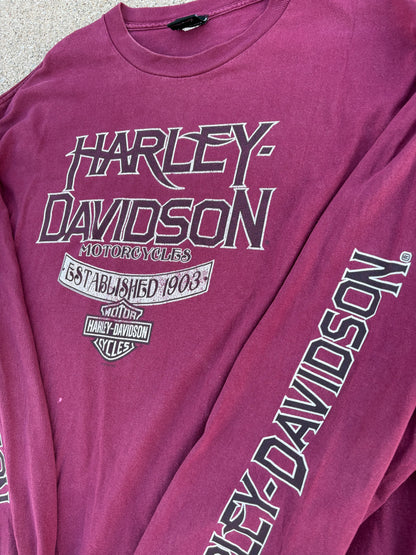 HARLEY-
DAVIDSON
MOTORCYCLES
·ESTABLISHED 1903·
MOTOR
HARLEY-DAVIDSON
CYCLES
HARLEY-DAVIDSON®